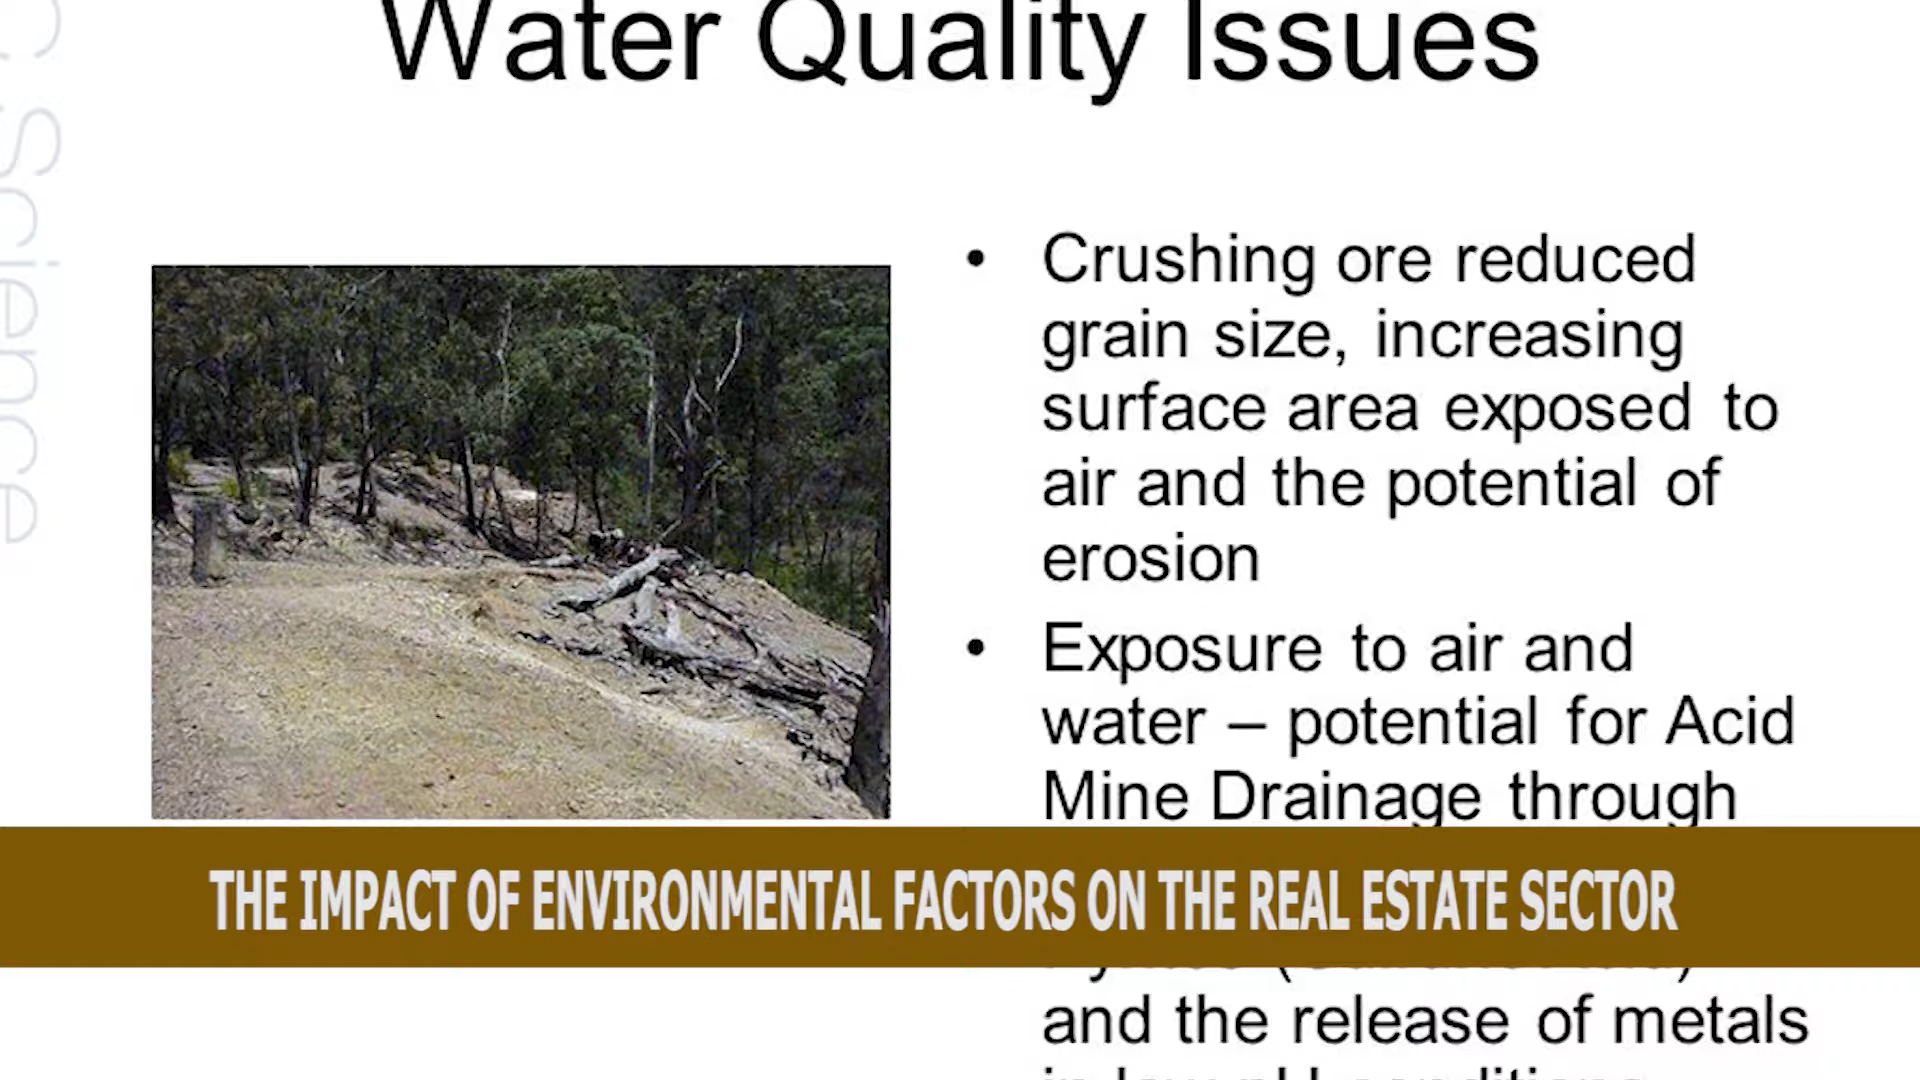 Water Quality Issues
Science
• Crushing ore reduced
grain size, increasing
surface area exposed to
air and the potential of
erosion
• Exposure to air and
water – potential for Acid
Mine Drainage through
THE IMPACT OF ENVIRONMENTAL FACTORS ON THE REAL ESTATE SECTOR
and the release of metals